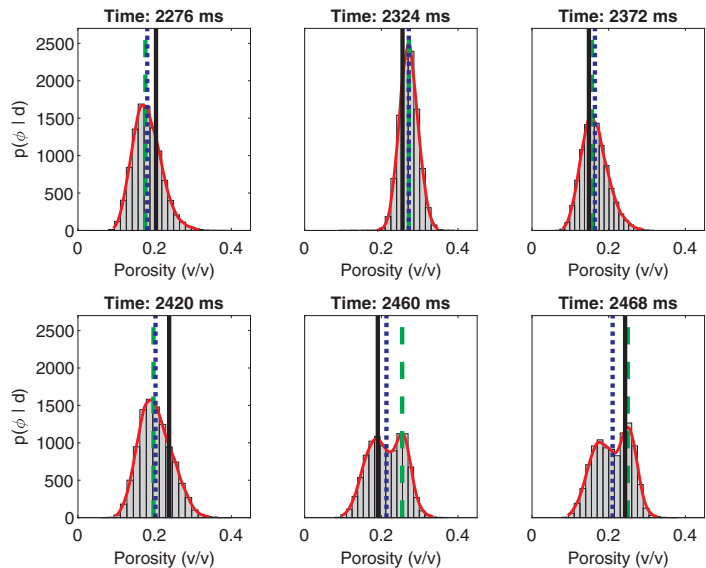 Time: 2276 ms
Time: 2324 ms
Time: 2372 ms
2500
2000
1500
1000
500
0
p(ϕ | d)
0 0.2 0.4
0 0.2 0.4
0 0.2 0.4
Porosity (v/v)
Porosity (v/v)
Porosity (v/v)
Time: 2420 ms
Time: 2460 ms
Time: 2468 ms
2500
2000
1500
1000
500
0
p(ϕ | d)
0 0.2 0.4
0 0.2 0.4
0 0.2 0.4
Porosity (v/v)
Porosity (v/v)
Porosity (v/v)